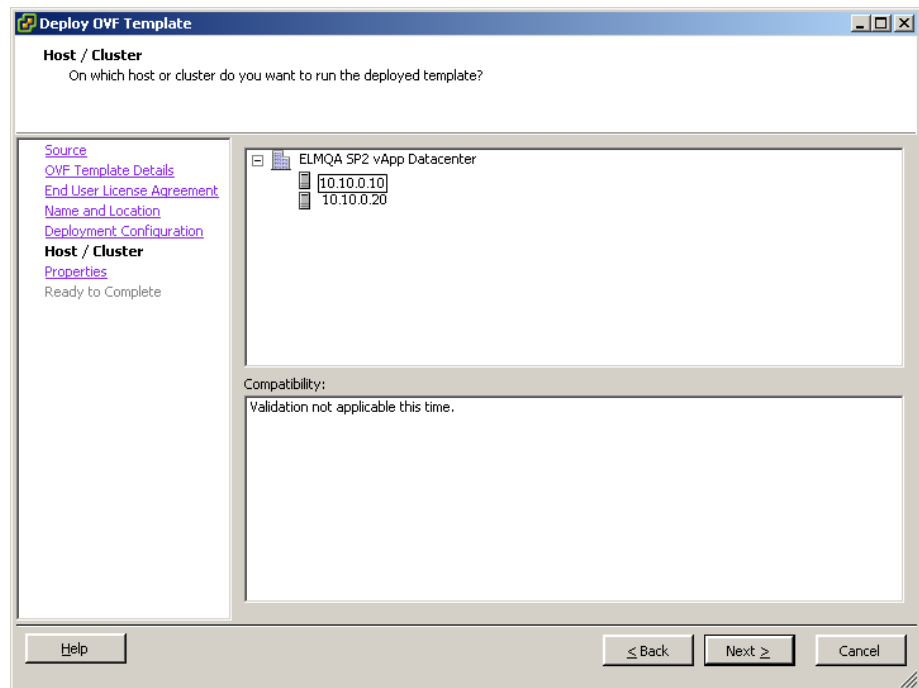 Deploy OVF Template
Host / Cluster
On which host or cluster do you want to run the deployed template?
Source
OVF Template Details
End User License Agreement
Name and Location
Deployment Configuration
Host / Cluster
Properties
Ready to Complete
ELMQA SP2 vApp Datacenter
10.10.0.10
10.10.0.20
Compatibility:
Validation not applicable this time.
Help
≤ Back
Next ≥
Cancel